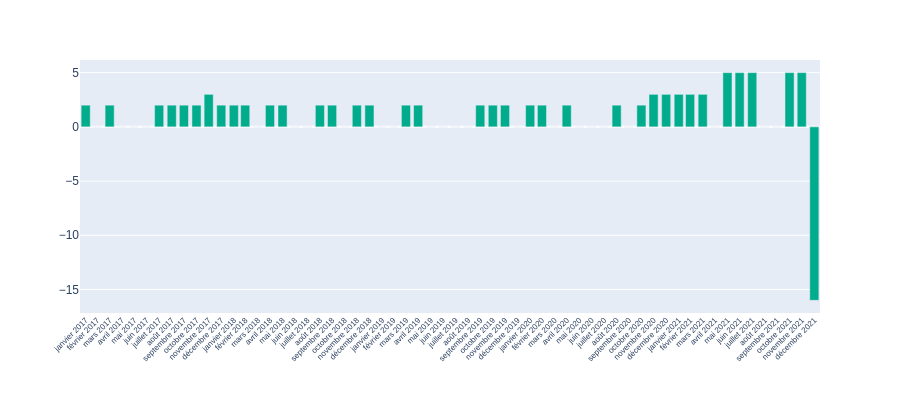 5
0
−5
−10
−15
janvier 2017
février 2017
mars 2017
avril 2017
mai 2017
juin 2017
juillet 2017
août 2017
septembre 2017
octobre 2017
novembre 2017
décembre 2017
janvier 2018
février 2018
mars 2018
avril 2018
mai 2018
juin 2018
juillet 2018
août 2018
septembre 2018
octobre 2018
novembre 2018
décembre 2018
janvier 2019
février 2019
mars 2019
avril 2019
mai 2019
juin 2019
juillet 2019
août 2019
septembre 2019
octobre 2019
novembre 2019
décembre 2019
janvier 2020
février 2020
mars 2020
avril 2020
mai 2020
juin 2020
juillet 2020
août 2020
septembre 2020
octobre 2020
novembre 2020
décembre 2020
janvier 2021
février 2021
mars 2021
avril 2021
mai 2021
juin 2021
juillet 2021
août 2021
septembre 2021
octobre 2021
novembre 2021
décembre 2021